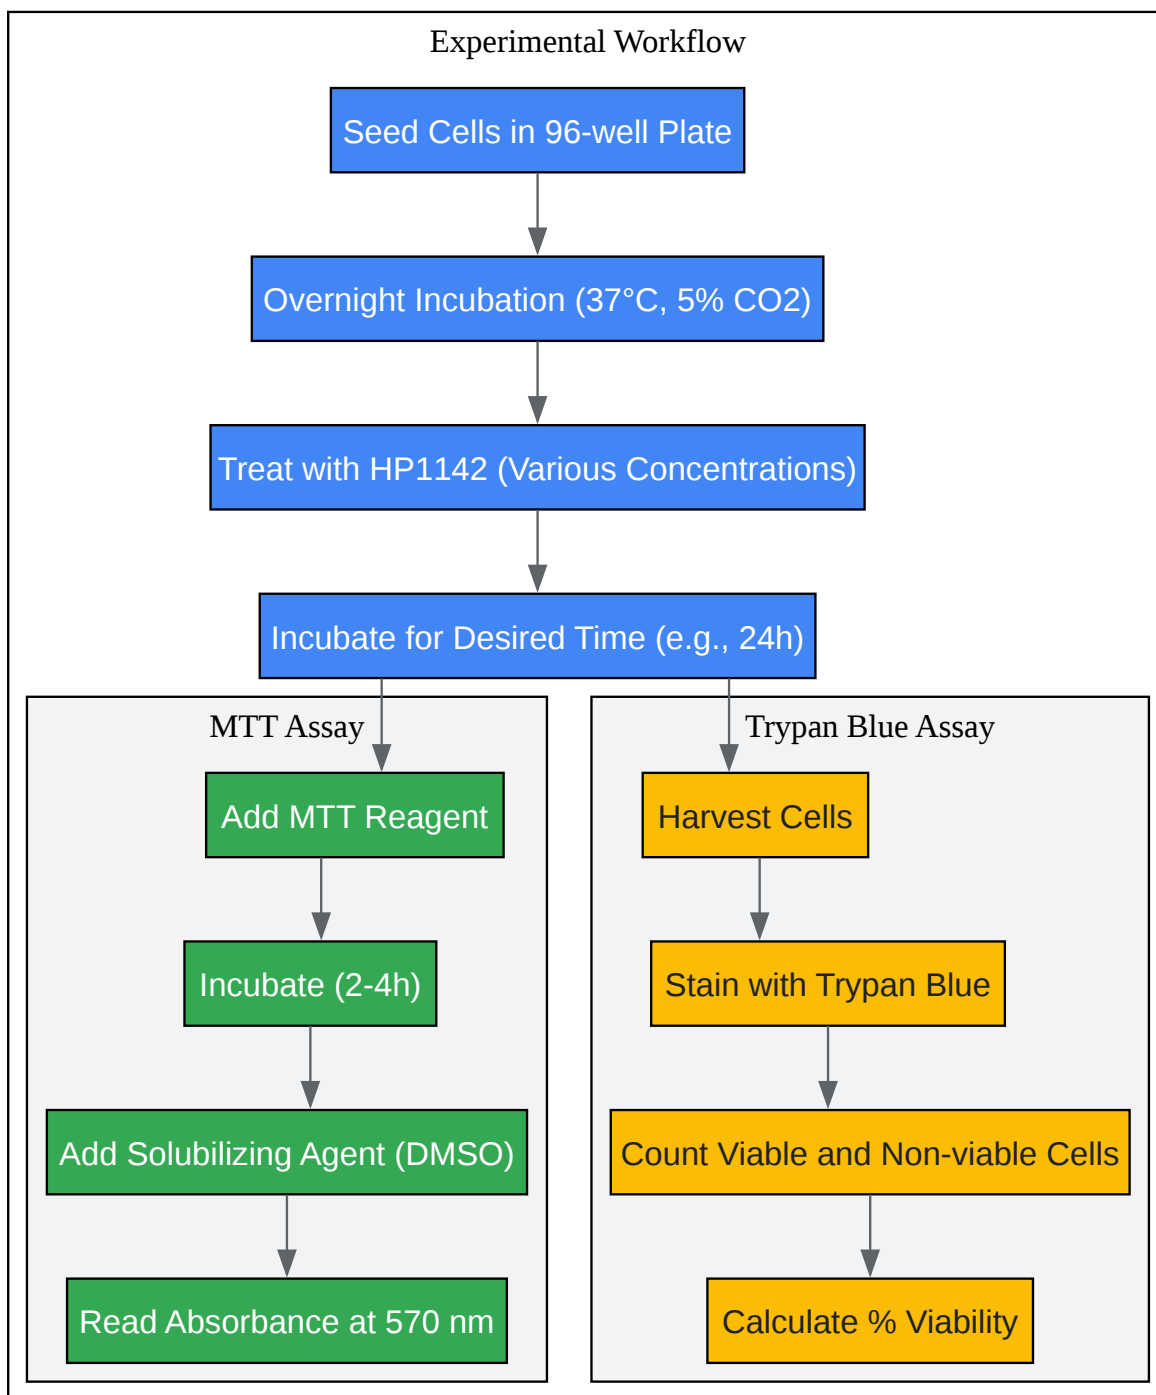 Experimental Workflow
Seed Cells in 96-well Plate
Overnight Incubation (37°C, 5% CO2)
Treat with HP1142 (Various Concentrations)
Incubate for Desired Time (e.g., 24h)
MTT Assay
Add MTT Reagent
Incubate (2-4h)
Add Solubilizing Agent (DMSO)
Read Absorbance at 570 nm
Trypan Blue Assay
Harvest Cells
Stain with Trypan Blue
Count Viable and Non-viable Cells
Calculate % Viability